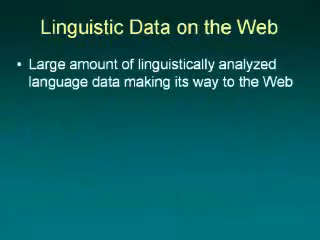 Linguistic Data on the Web
• Large amount of linguistically analyzed
language data making its way to the Web